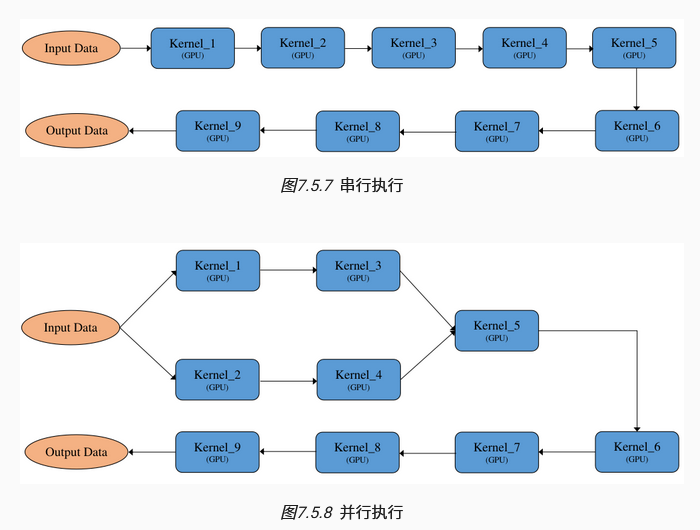 Input Data
Kernel_1
(GPU)
Kernel_2
(GPU)
Kernel_3
(GPU)
Kernel_4
(GPU)
Kernel_5
(GPU)
Output Data
Kernel_9
(GPU)
Kernel_8
(GPU)
Kernel_7
(GPU)
Kernel_6
(GPU)
图7.5.7 串行执行
Kernel_1
(GPU)
Kernel_3
(GPU)
Input Data
Kernel_5
(GPU)
Kernel_2
(GPU)
Kernel_4
(GPU)
Output Data
Kernel_9
(GPU)
Kernel_8
(GPU)
Kernel_7
(GPU)
Kernel_6
(GPU)
图7.5.8 并行执行